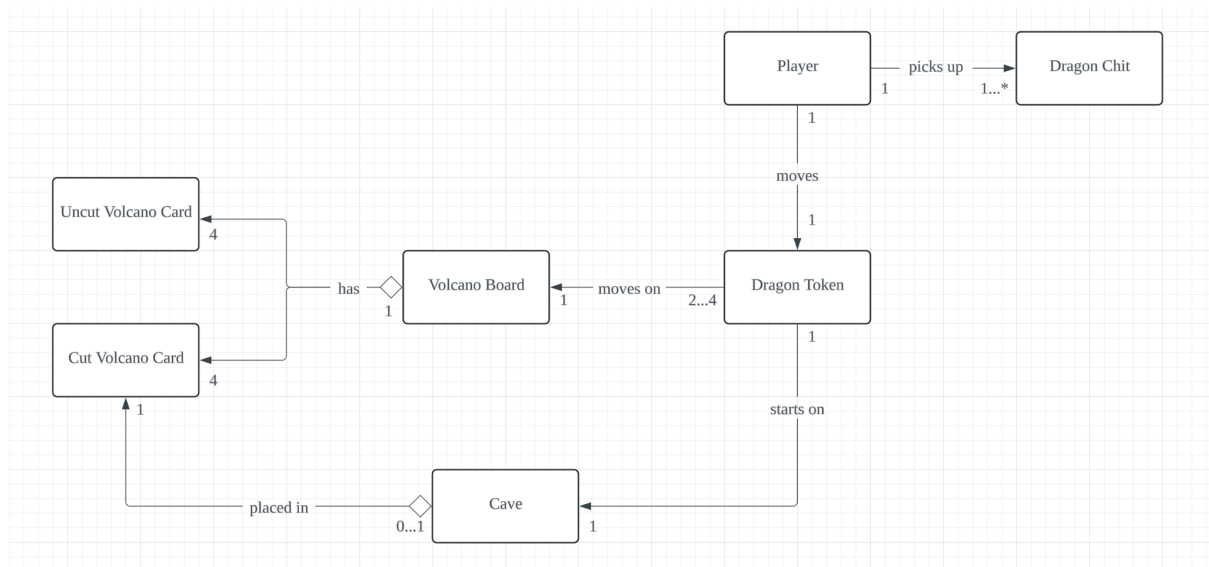 Player
picks up
Dragon Chit
1
1...*
1
moves
1
Uncut Volcano Card
4
has
1
Volcano Board
1
moves on
2...4
Dragon Token
1
Cut Volcano Card
4
1
starts on
placed in
0...1
Cave
1